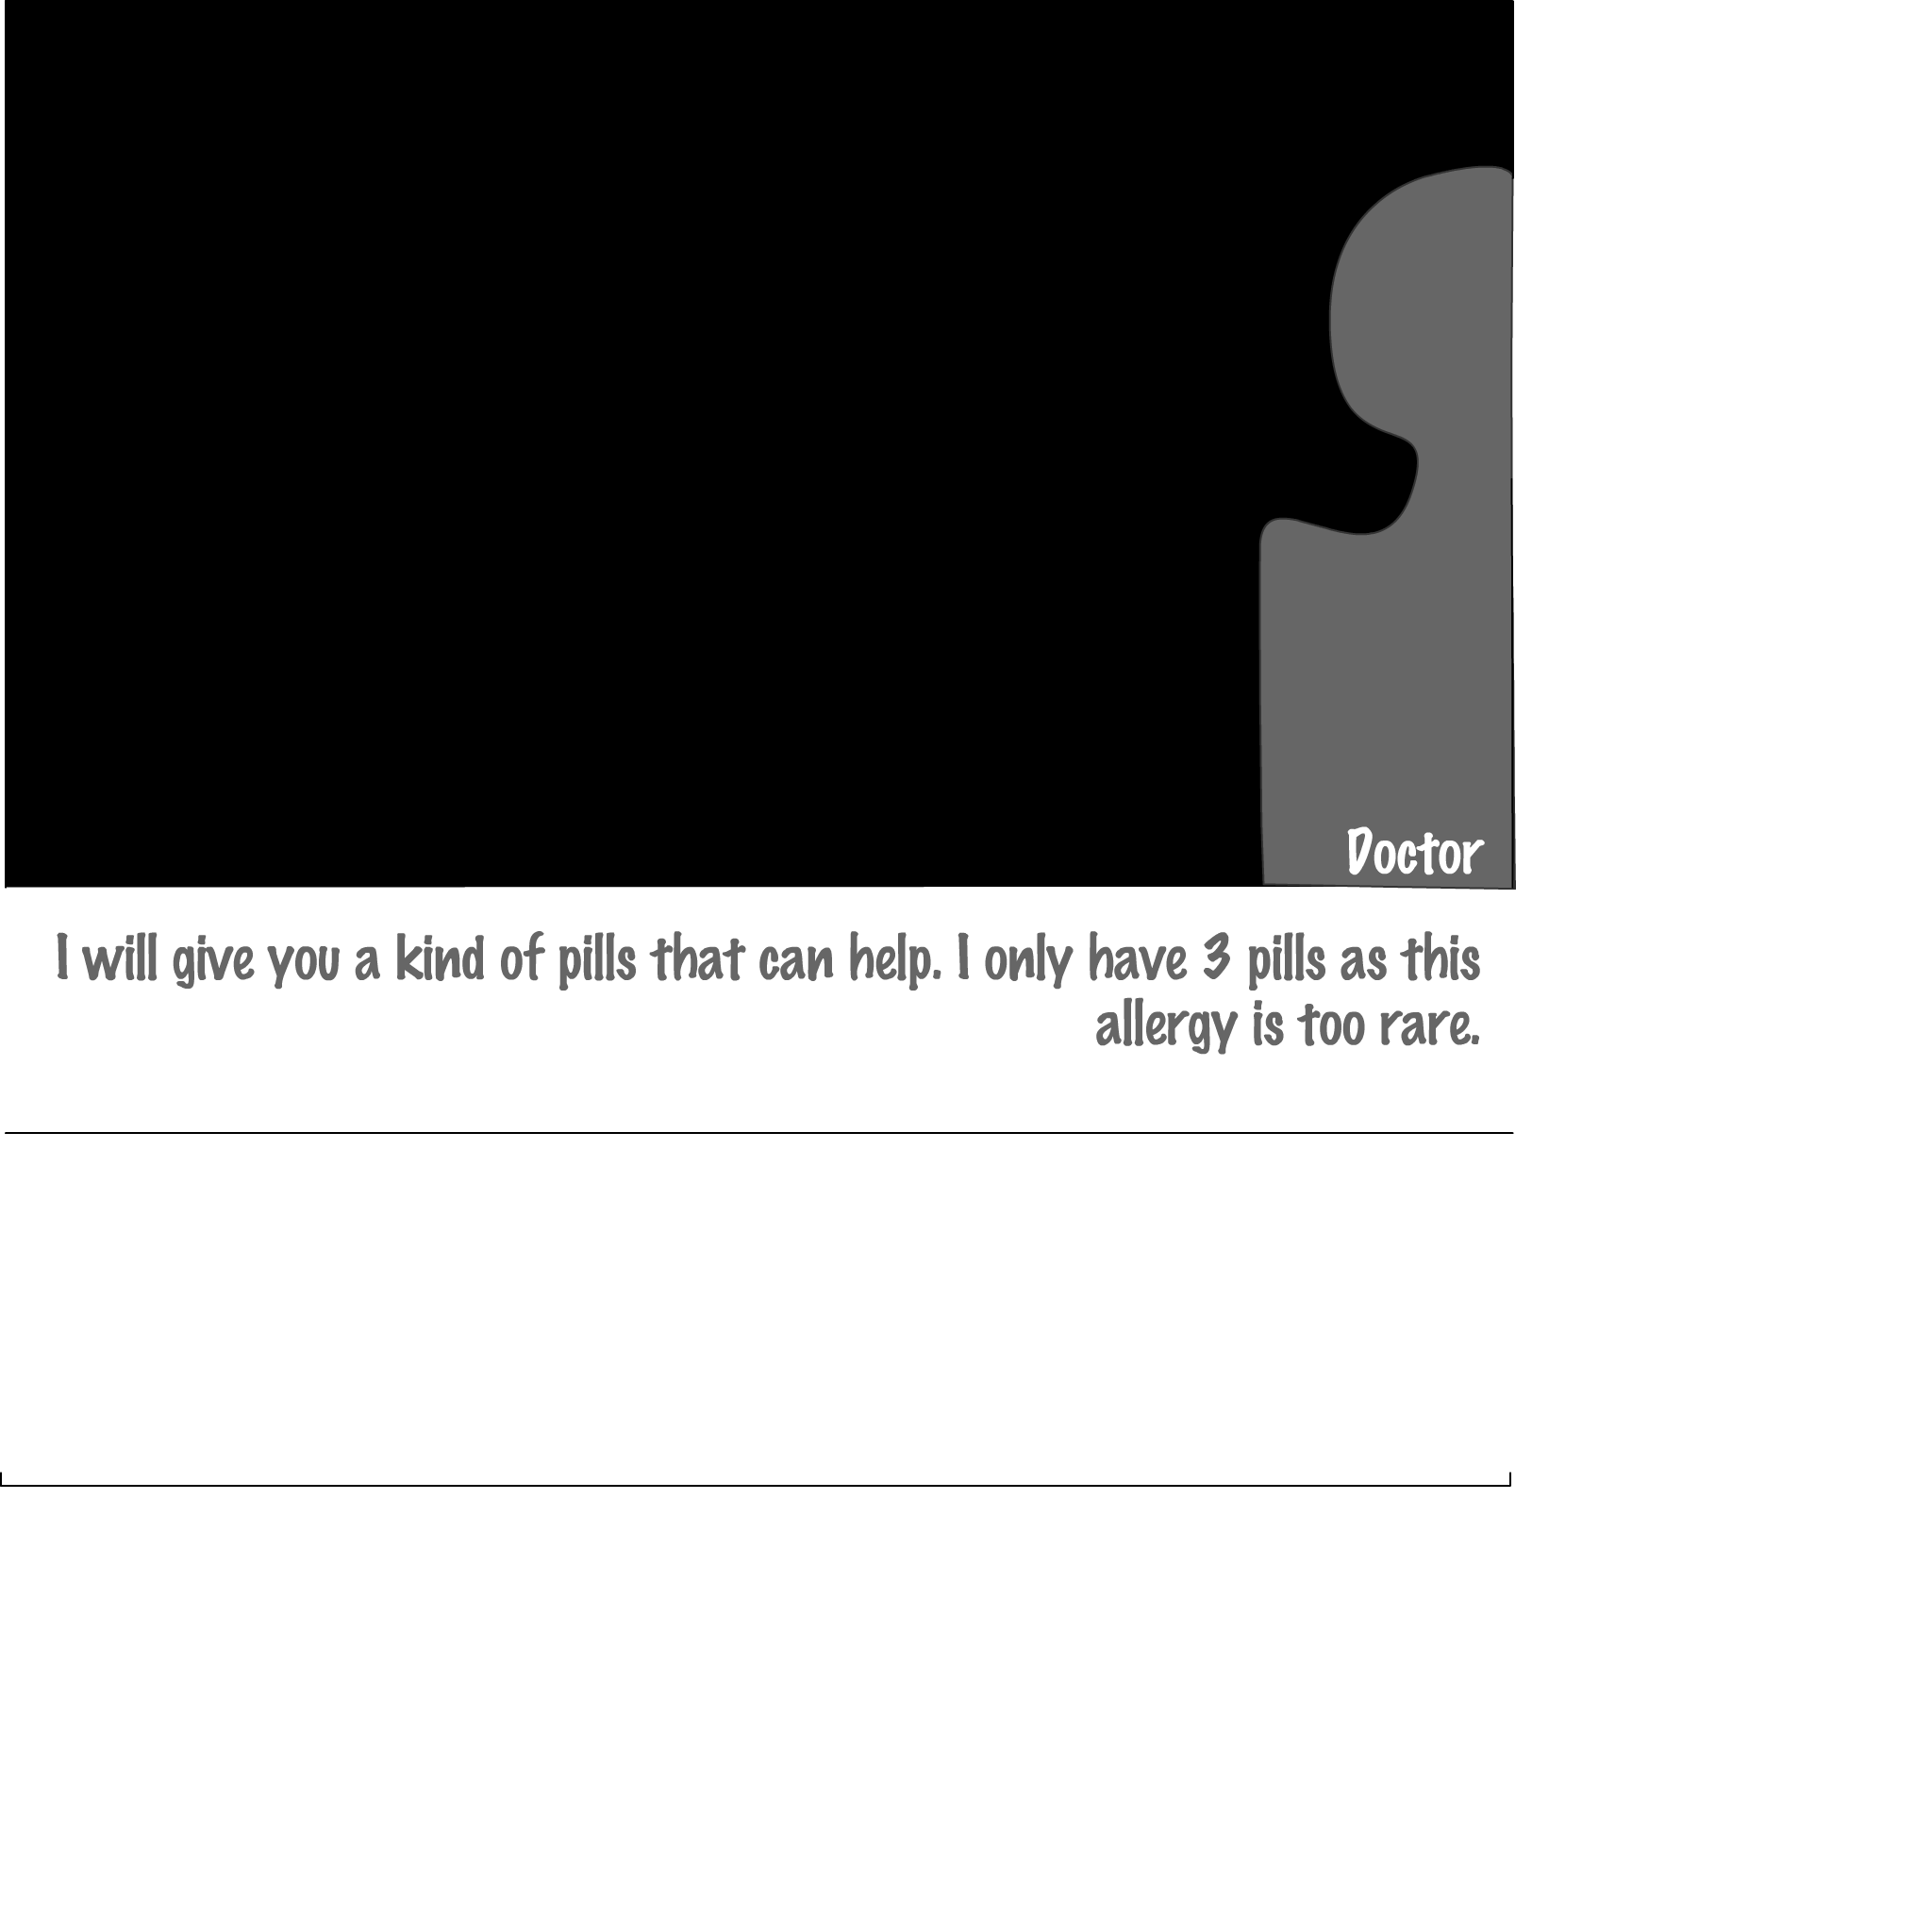 Doctor
I will give you a kind of pills that can help. I only have 3 pills as this
allergy is too rare.